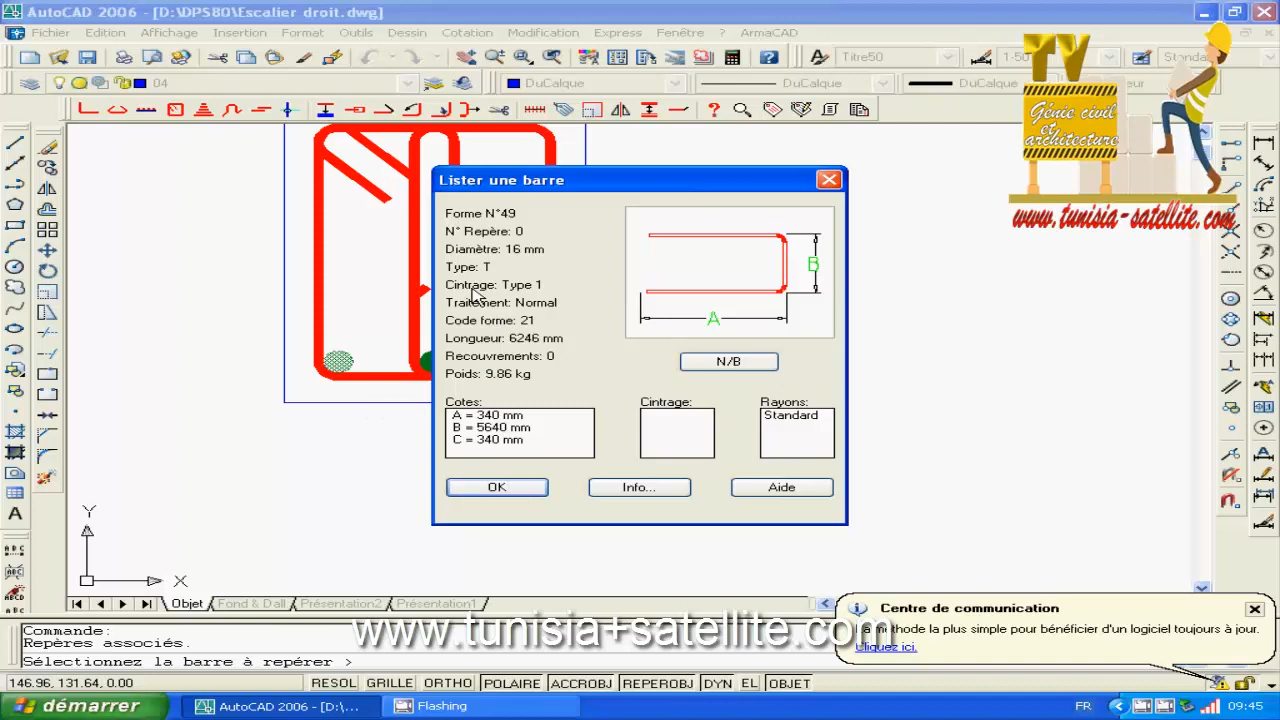 AutoCAD 2006 - [D:\DPS80\Escalier droit.dwg]
Fichier Edition Affichage Insertion Format Outils Dessin Cotation Modification Express Fenêtre ? ArmaCAD
Titre50
1-50
Standa
04
DuCalque
DuCalque
DuCalque
TV
Génie civil
et
architecture
www.tunisia-satellite.com
Lister une barre
Forme N°49
N° Repère: 0
Diamètre: 16 mm
Type: T
Cintrage: Type 1
Traitement: Normal
Code forme: 21
Longueur: 6246 mm
Recouvrements: 0
Poids: 9.86 kg
B
A
N/B
Cotes:
A = 340 mm
B = 5640 mm
C = 340 mm
Cintrage:
Rayons:
Standard
OK
Info...
Aide
Y
X
Objet
Fond & Dall
Présentation2
Présentation1
Commande:
Repères associés.
Sélectionnez la barre à repérer >
www.tunisia+satellite.com
Centre de communication
La méthode la plus simple pour bénéficier d'un logiciel toujours à jour.
Cliquez ici.
146.96, 131.64, 0.00
RESOL GRILLE ORTHO POLAIRE ACCROBJ REPEROBJ DYN EL OBJET
démarrer
AutoCAD 2006 - [D:\...
Flashing
FR
09:45